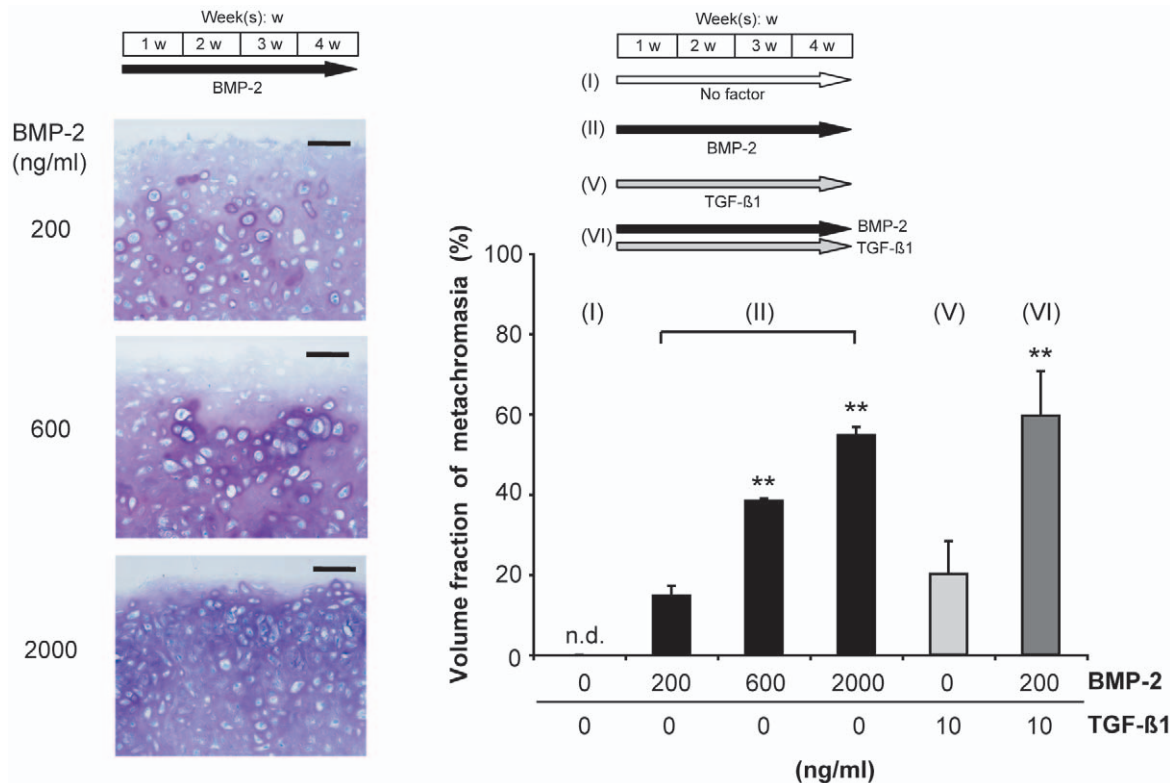 Week(s): w
1 w 2 w 3 w 4 w
BMP-2
BMP-2
(ng/ml)
200
600
2000
Week(s): w
1 w 2 w 3 w 4 w
(I)
No factor
(II)
BMP-2
(V)
TGF-ß1
(VI)
BMP-2
TGF-ß1
Volume fraction of metachromasia (%)
100
80
60
40
20
0
(I) (II) (V) (VI)
n.d.
** ** **
0 200 600 2000 0 200 BMP-2
0 0 0 0 10 10 TGF-ß1
(ng/ml)